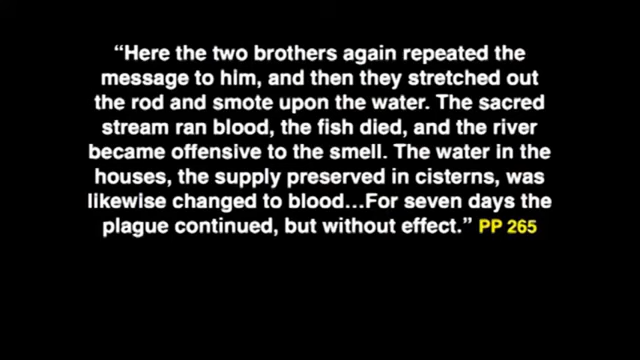 “Here the two brothers again repeated the
message to him, and then they stretched out
the rod and smote upon the water. The sacred
stream ran blood, the fish died, and the river
became offensive to the smell. The water in the
houses, the supply preserved in cisterns, was
likewise changed to blood…For seven days the
plague continued, but without effect.” PP 265